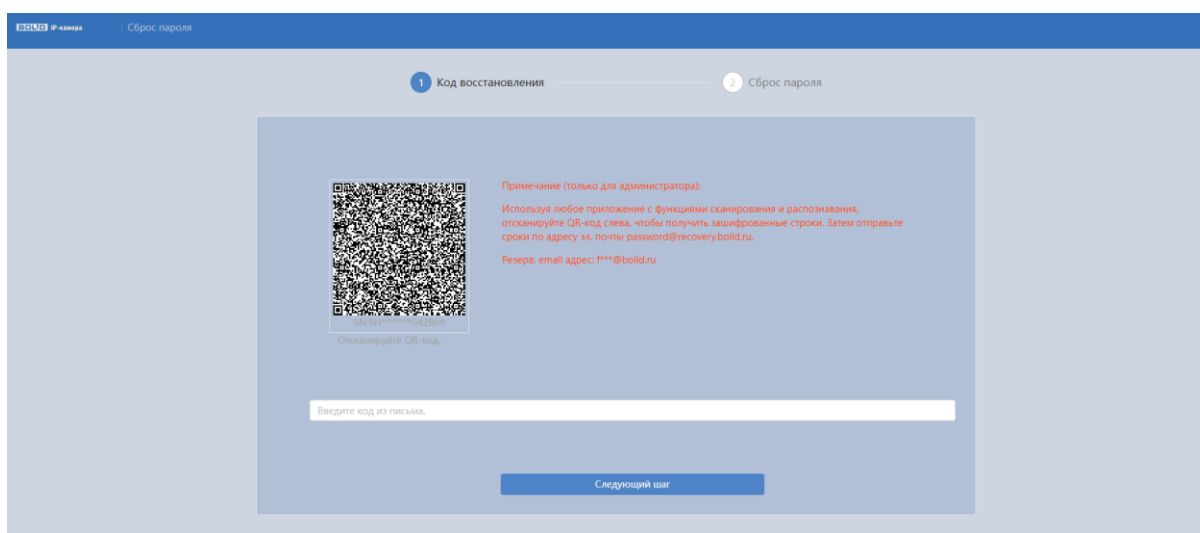 BOLID IP-камера | Сброс пароля
1 Код восстановления 2 Сброс пароля
Примечание (только для администратора):
Используя любое приложение с функциями сканирования и распознавания,
отсканируйте QR-код слева, чтобы получить зашифрованные строки. Затем отправьте
сроки по адресу эл. почты password@recovery.bolid.ru.
Резерв. email адрес: f***@bolid.ru
Отсканируйте QR-код.
Введите код из письма.
Следующий шаг